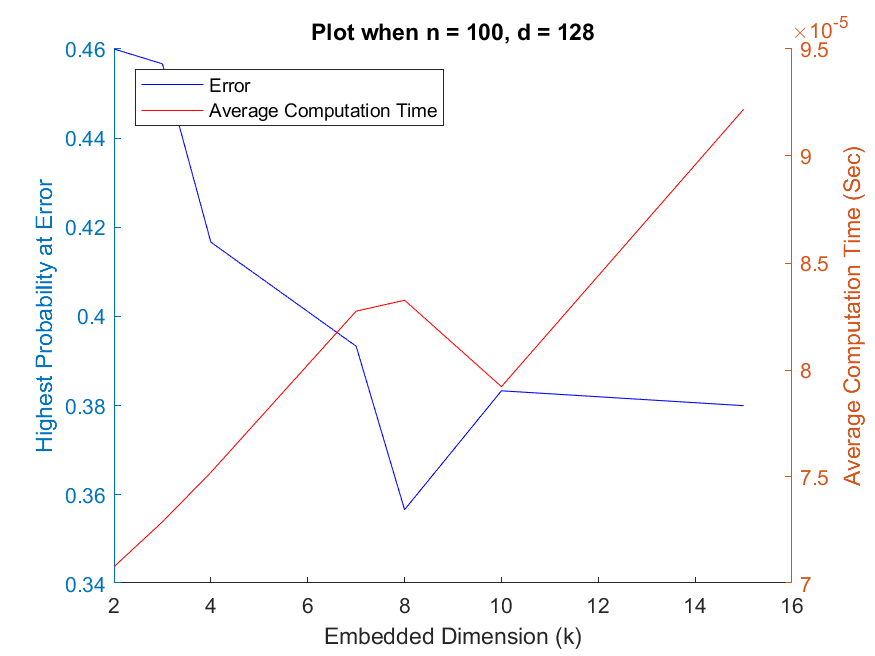 Plot when n = 100, d = 128
×10^-5
Error
Average Computation Time
Highest Probability at Error
0.46
0.44
0.42
0.4
0.38
0.36
0.34
9.5
9
8.5
8
7.5
7
Average Computation Time (Sec)
2 4 6 8 10 12 14 16
Embedded Dimension (k)